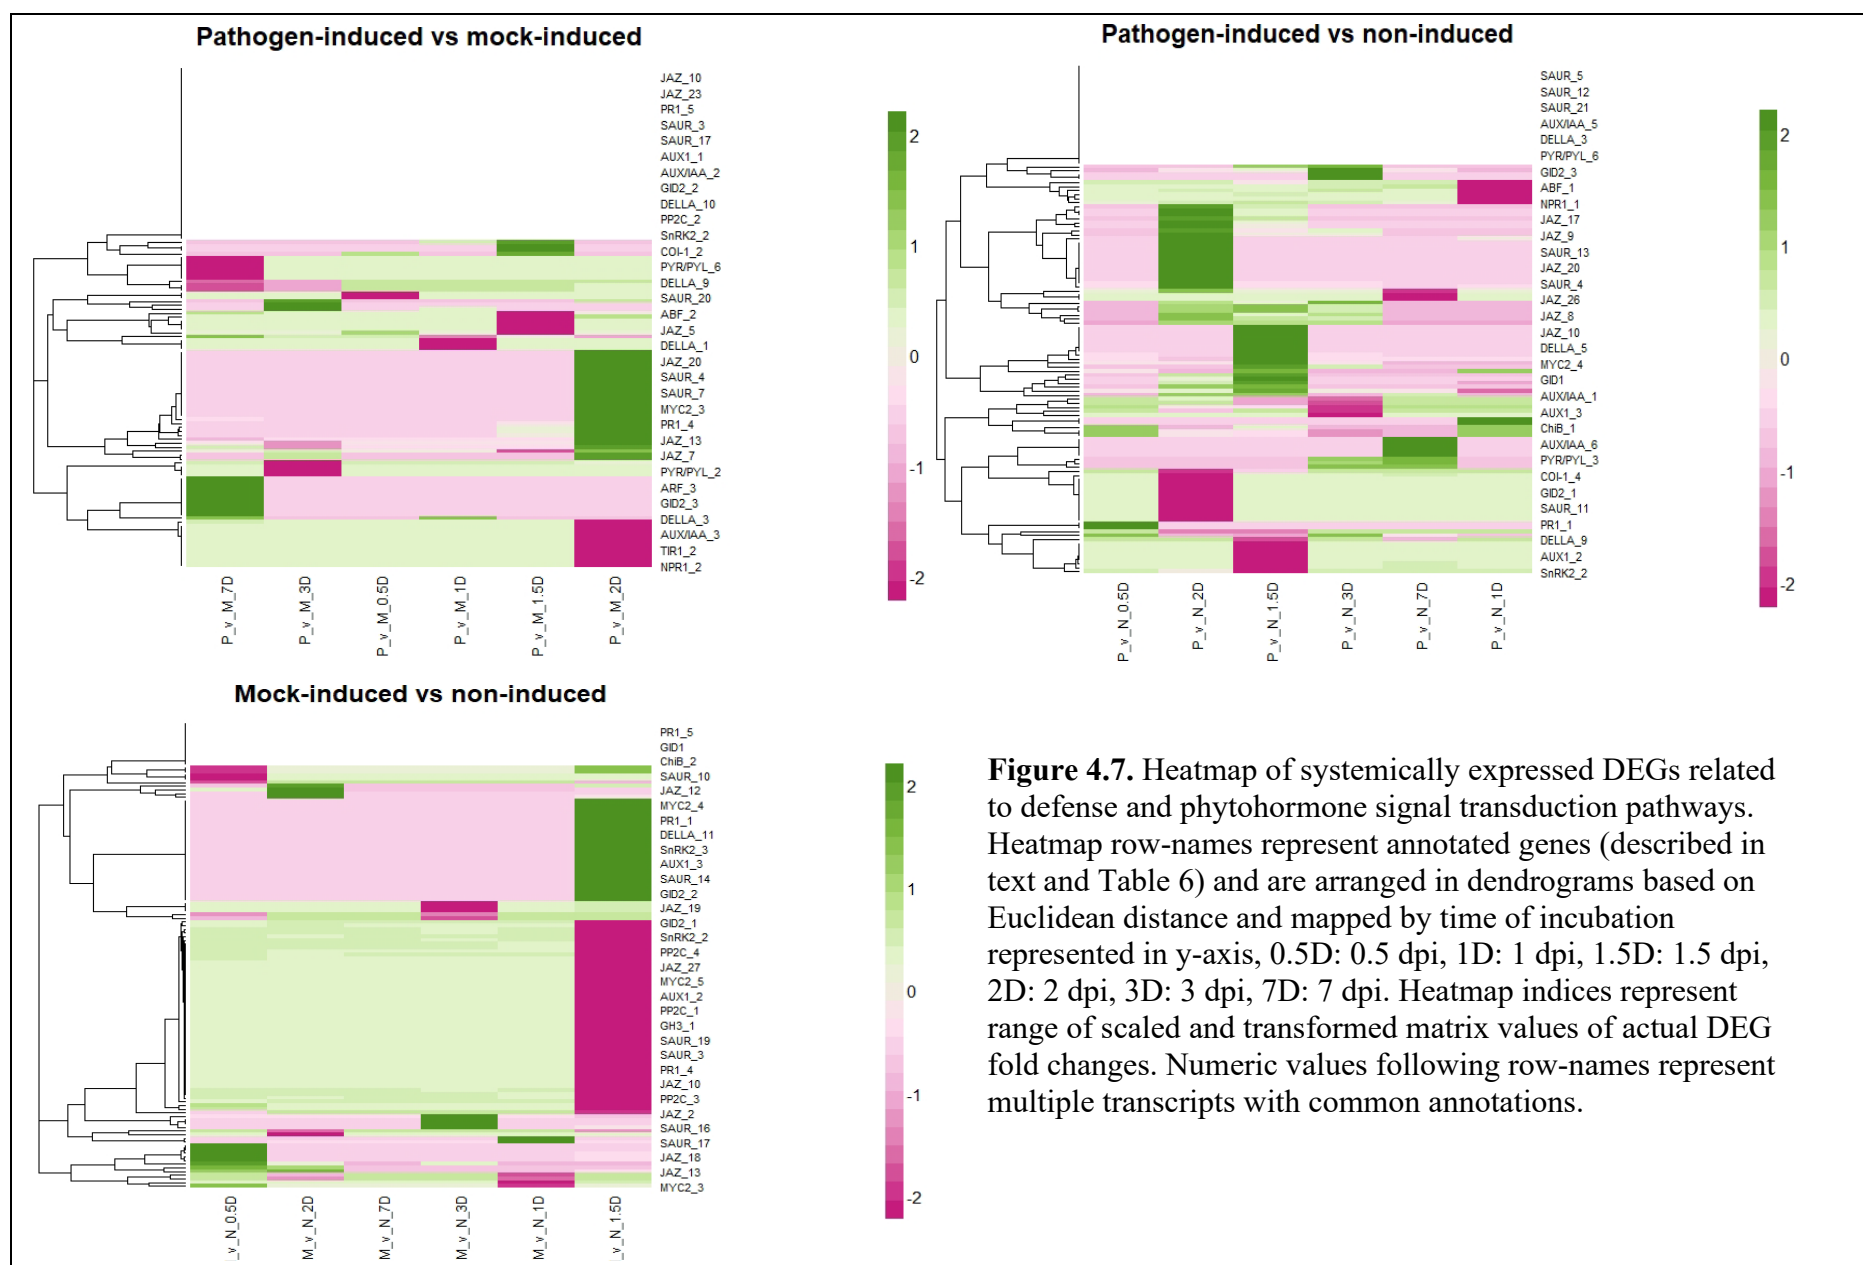 Pathogen-induced vs mock-induced
JAZ_10
JAZ_23
PR1_5
SAUR_3
SAUR_17
AUX1_1
AUX/IAA_2
GID2_2
DELLA_10
PP2C_2
SnRK2_2
COI-1_2
PYR/PYL_6
DELLA_9
SAUR_20
ABF_2
JAZ_5
DELLA_1
JAZ_20
SAUR_4
SAUR_7
MYC2_3
PR1_4
JAZ_13
JAZ_7
PYR/PYL_2
ARF_3
GID2_3
DELLA_3
AUX/IAA_3
TIR1_2
NPR1_2
2
1
0
-1
-2
P_v_M_7D
P_v_M_3D
P_v_M_0.5D
P_v_M_1D
P_v_M_1.5D
P_v_M_2D
Pathogen-induced vs non-induced
SAUR_5
SAUR_12
SAUR_21
AUX/IAA_5
DELLA_3
PYR/PYL_6
GID2_3
ABF_1
NPR1_1
JAZ_17
JAZ_9
SAUR_13
JAZ_20
SAUR_4
JAZ_26
JAZ_8
JAZ_10
DELLA_5
MYC2_4
GID1
AUX/IAA_1
AUX1_3
ChiB_1
AUX/IAA_6
PYR/PYL_3
COI-1_4
GID2_1
SAUR_11
PR1_1
DELLA_9
AUX1_2
SnRK2_2
2
1
0
-1
-2
P_v_N_0.5D
P_v_N_2D
P_v_N_1.5D
P_v_N_3D
P_v_N_7D
P_v_N_1D
Mock-induced vs non-induced
PR1_5
GID1
ChiB_2
SAUR_10
JAZ_12
MYC2_4
PR1_1
DELLA_11
SnRK2_3
AUX1_3
SAUR_14
GID2_2
JAZ_19
GID2_1
SnRK2_2
PP2C_4
JAZ_27
MYC2_5
AUX1_2
PP2C_1
GH3_1
SAUR_19
SAUR_3
PR1_4
JAZ_10
PP2C_3
JAZ_2
SAUR_16
SAUR_17
JAZ_18
JAZ_13
MYC2_3
2
1
0
-1
-2
_v_N_0.5D
M_v_N_2D
M_v_N_7D
M_v_N_3D
M_v_N_1D
_v_N_1.5D
Figure 4.7. Heatmap of systemically expressed DEGs related
to defense and phytohormone signal transduction pathways.
Heatmap row-names represent annotated genes (described in
text and Table 6) and are arranged in dendrograms based on
Euclidean distance and mapped by time of incubation
represented in y-axis, 0.5D: 0.5 dpi, 1D: 1 dpi, 1.5D: 1.5 dpi,
2D: 2 dpi, 3D: 3 dpi, 7D: 7 dpi. Heatmap indices represent
range of scaled and transformed matrix values of actual DEG
fold changes. Numeric values following row-names represent
multiple transcripts with common annotations.